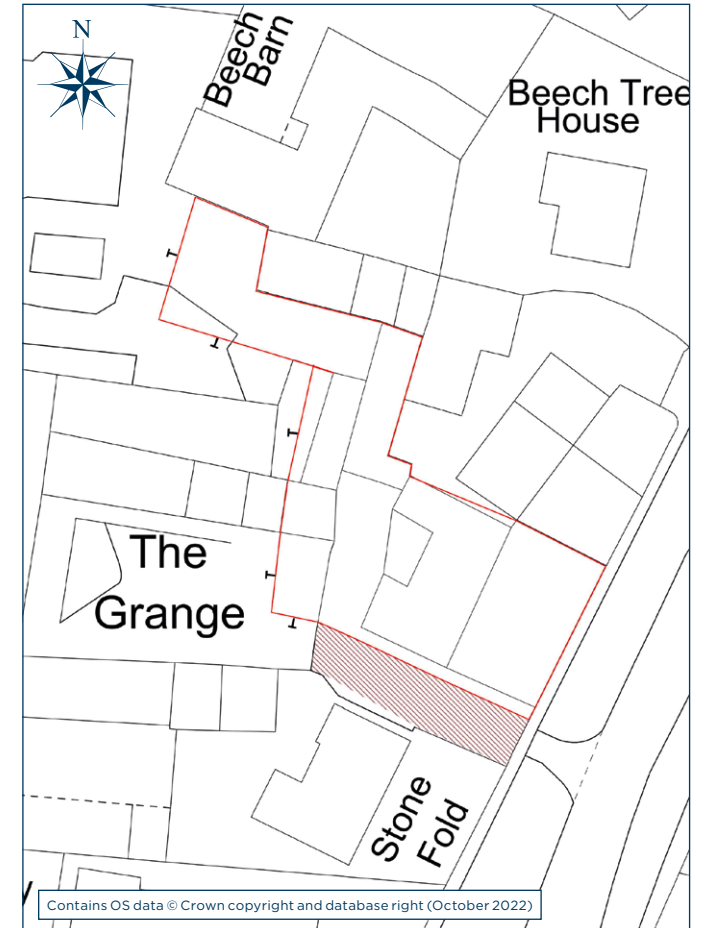 N
Beech
Barn
Beech Tree
House
The
Grange
Stone
Fold
Contains OS data © Crown copyright and database right (October 2022)